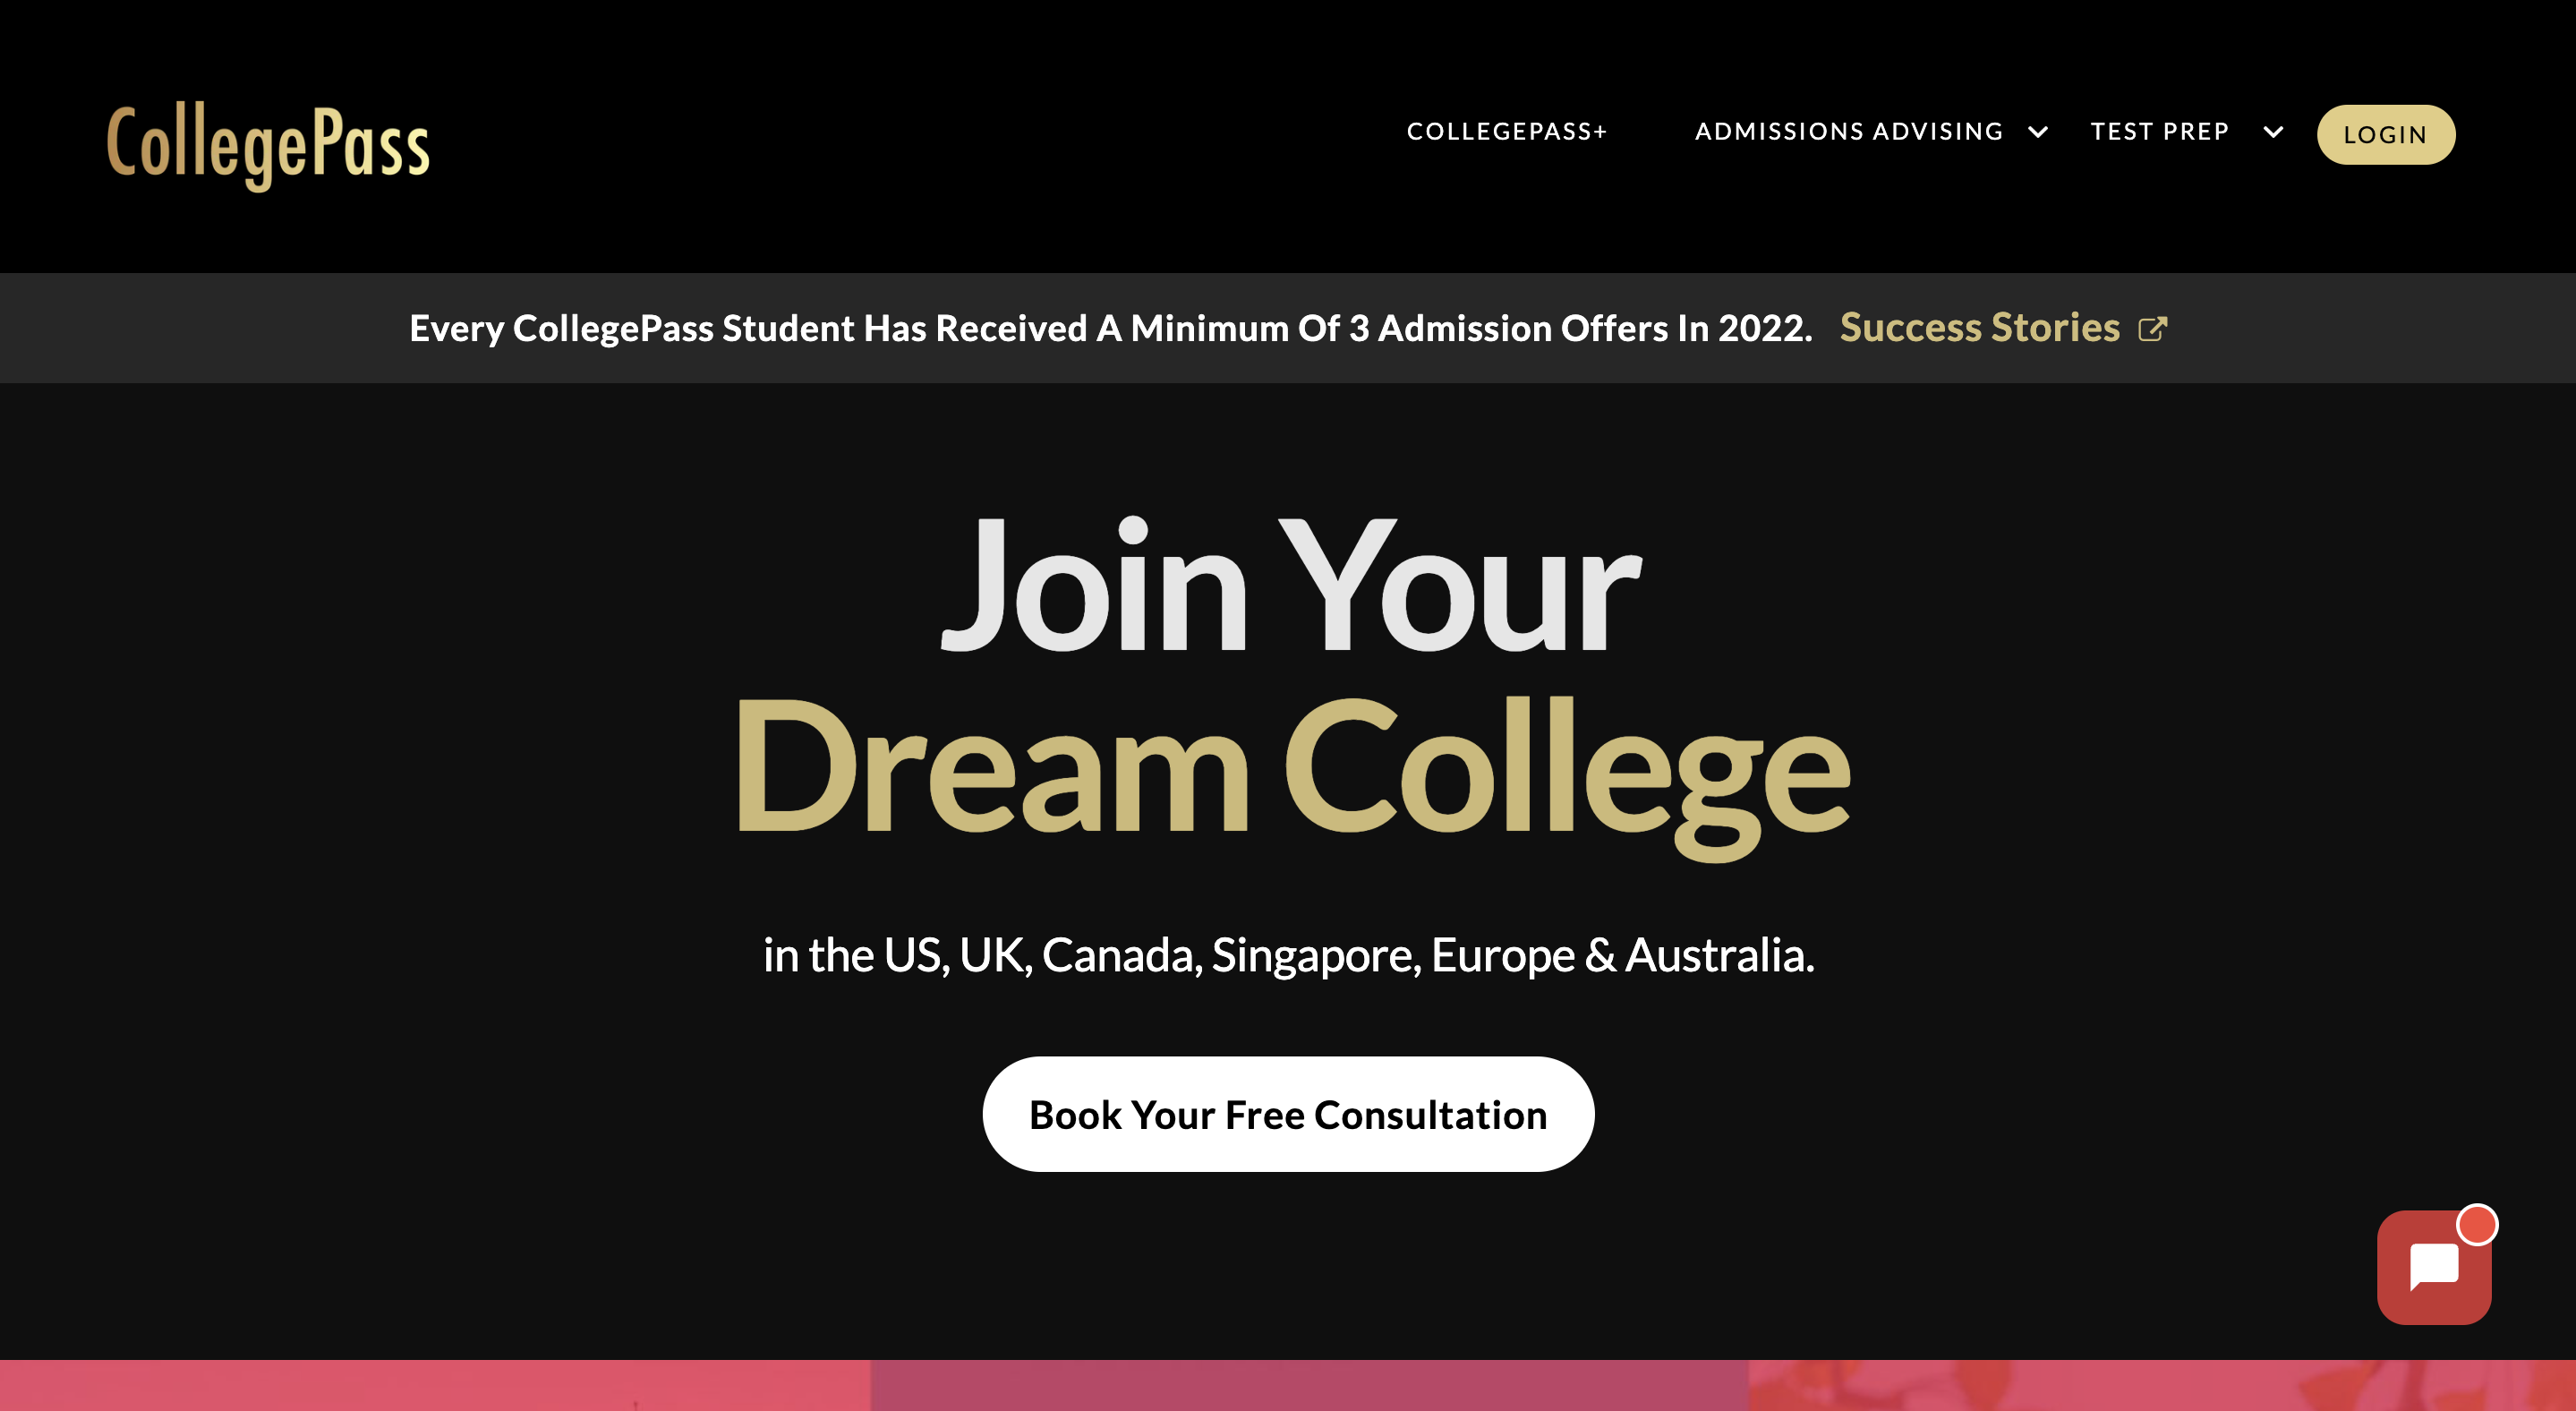 CollegePass
COLLEGEPASS+ ADMISSIONS ADVISING TEST PREP LOGIN
Every CollegePass Student Has Received A Minimum Of 3 Admission Offers In 2022. Success Stories
Join Your
Dream College
in the US, UK, Canada, Singapore, Europe & Australia.
Book Your Free Consultation